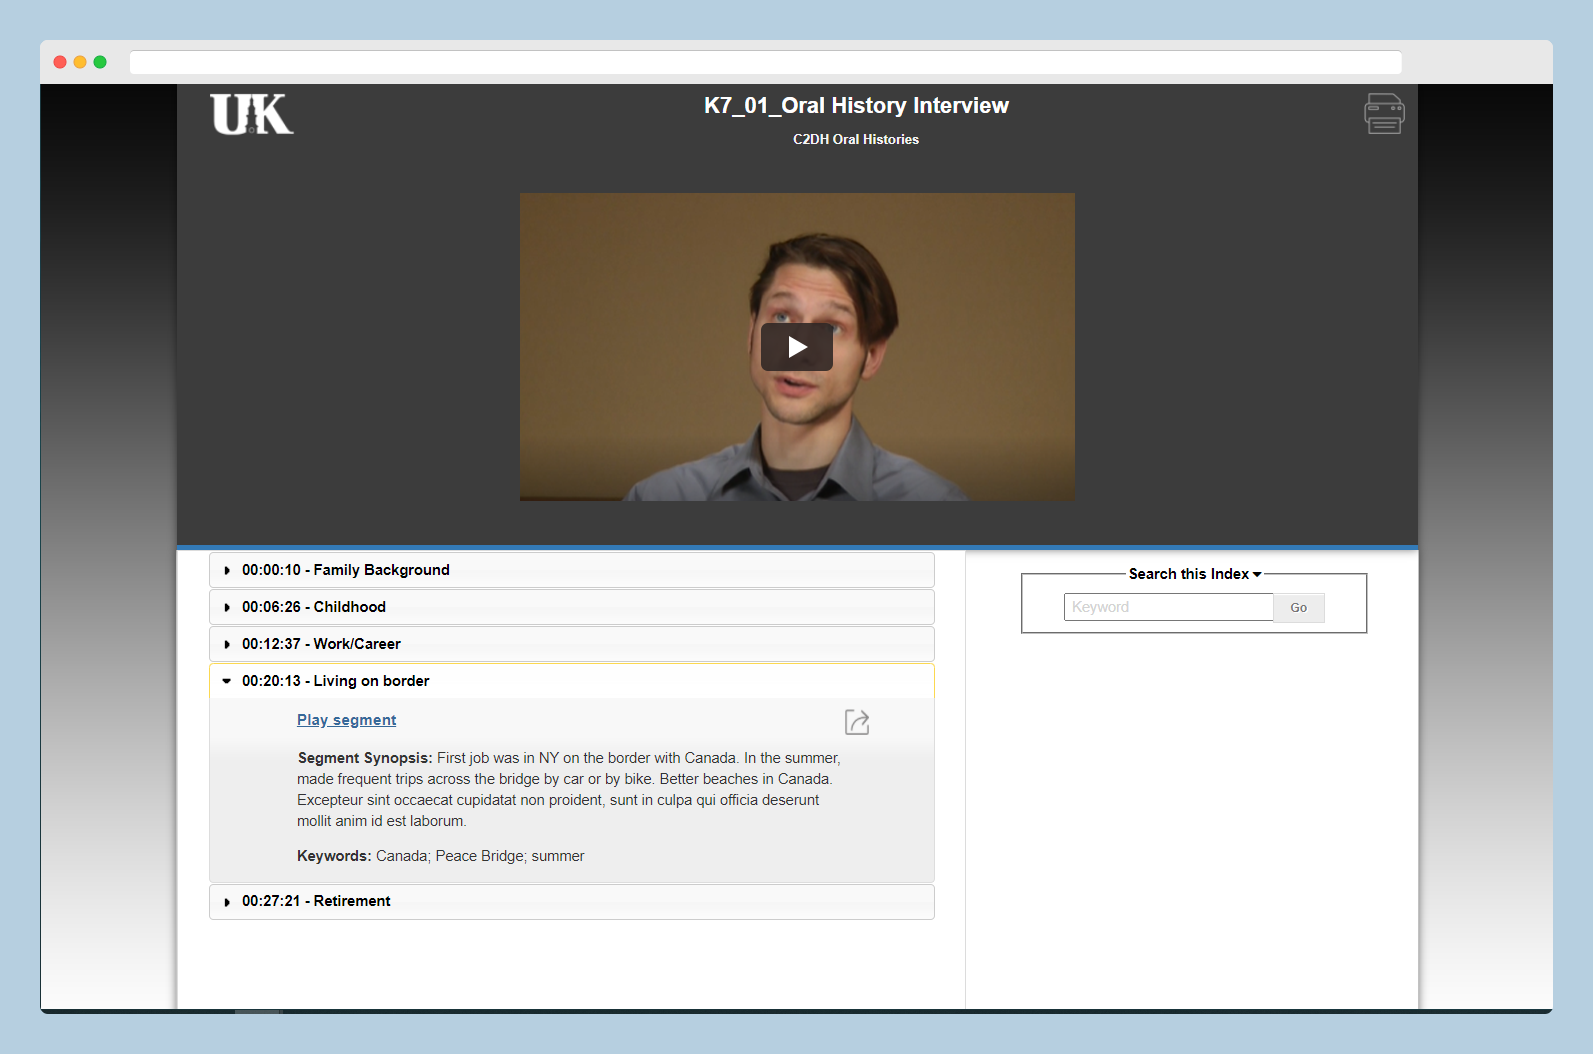 UK
K7_01_Oral History Interview
C2DH Oral Histories
00:00:10 - Family Background
00:06:26 - Childhood
00:12:37 - Work/Career
00:20:13 - Living on border
Play segment
Segment Synopsis: First job was in NY on the border with Canada. In the summer,
made frequent trips across the bridge by car or by bike. Better beaches in Canada.
Excepteur sint occaecat cupidatat non proident, sunt in culpa qui officia deserunt
mollit anim id est laborum.
Keywords: Canada; Peace Bridge; summer
00:27:21 - Retirement
Search this Index
Keyword
Go